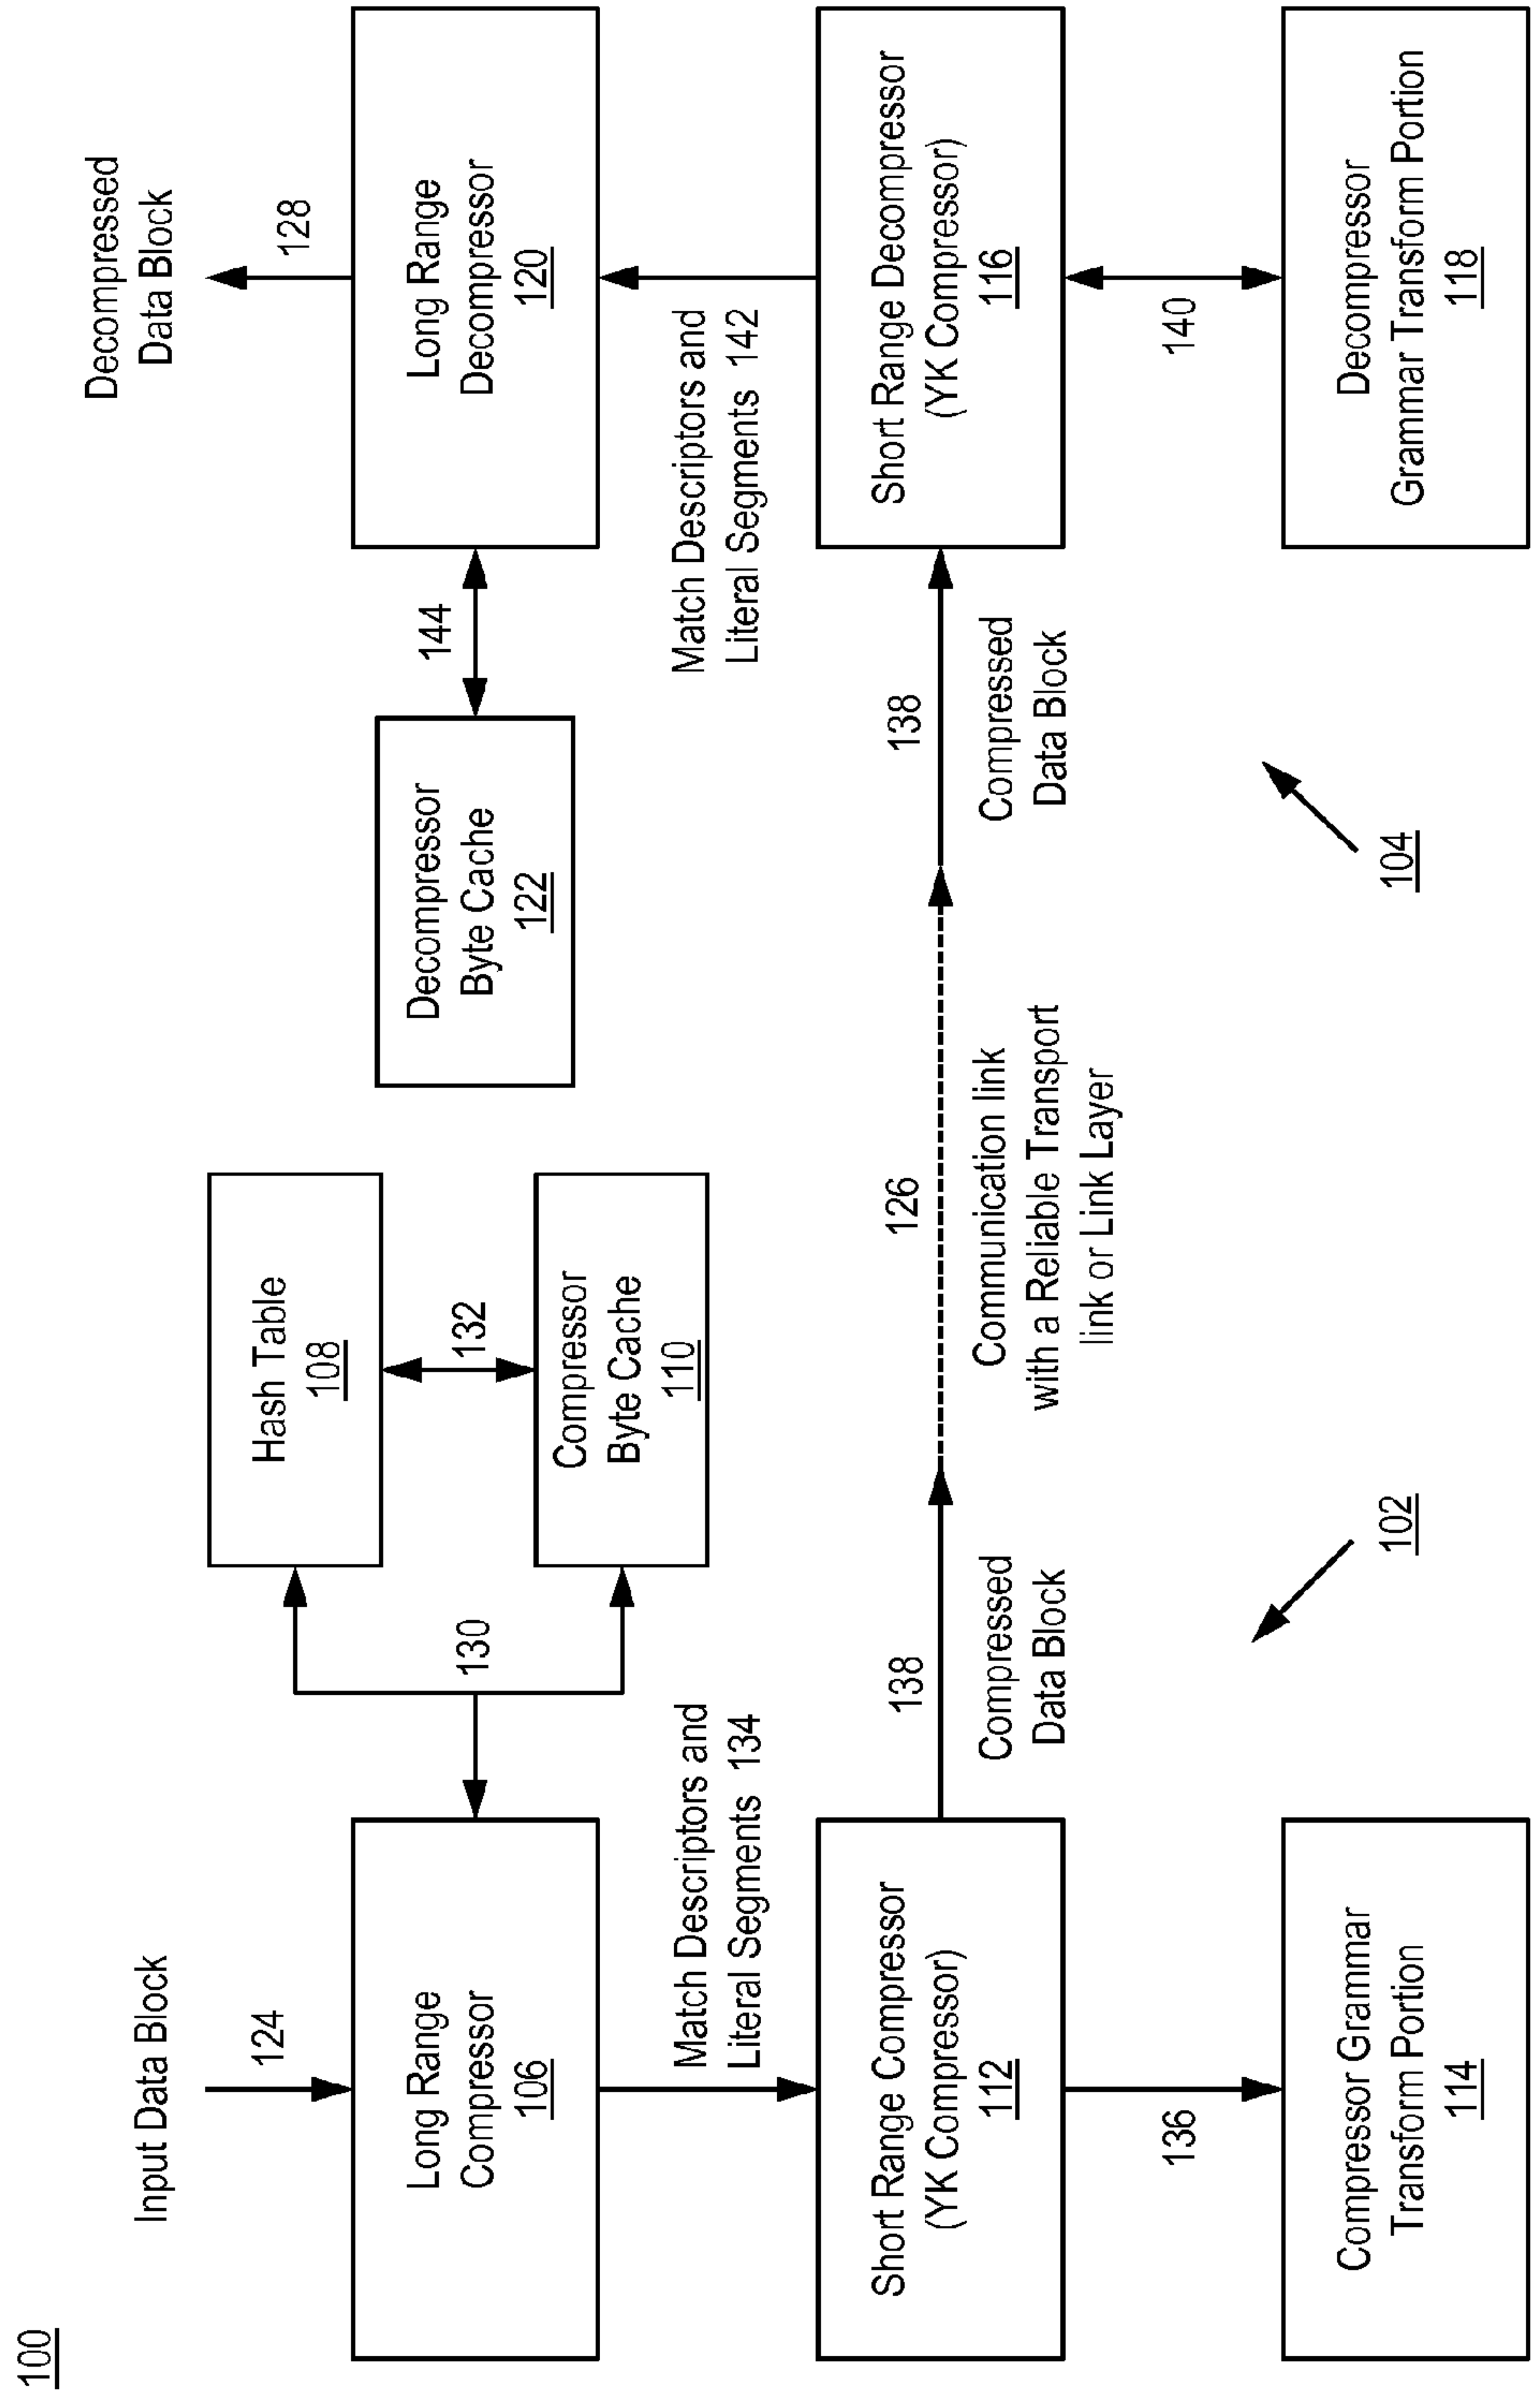 100
Input Data Block
124
Long Range
Compressor
106
130
Hash Table
108
132
Compressor
Byte Cache
110
Match Descriptors and
Literal Segments 134
Short Range Compressor
(YK Compressor)
112
136
Compressor Grammar
Transform Portion
114
138
Compressed
Data Block
102
126
Communication link
with a Reliable Transport
link or Link Layer
138
Compressed
Data Block
104
Decompressor
Byte Cache
122
144
Decompressed
Data Block
128
Long Range
Decompressor
120
Match Descriptors and
Literal Segments 142
Short Range Decompressor
(YK Compressor)
116
140
Decompressor
Grammar Transform Portion
118